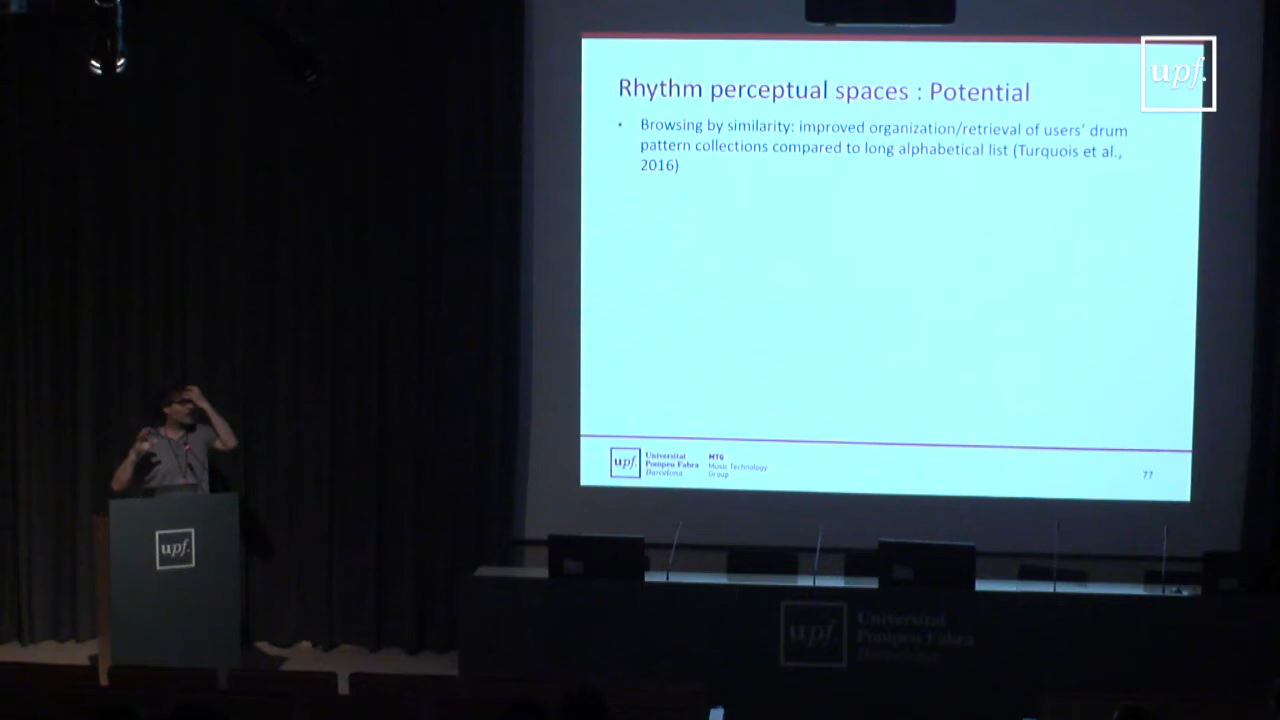 upf.
Rhythm perceptual spaces : Potential
• Browsing by similarity: improved organization/retrieval of users' drum
pattern collections compared to long alphabetical list (Turquois et al.,
2016)
upf.
Universitat
Pompeu Fabra
Barcelona
MTG
Music Technology
Group
77
upf.
upf.
Universitat
Pompeu Fabra
Barcelona